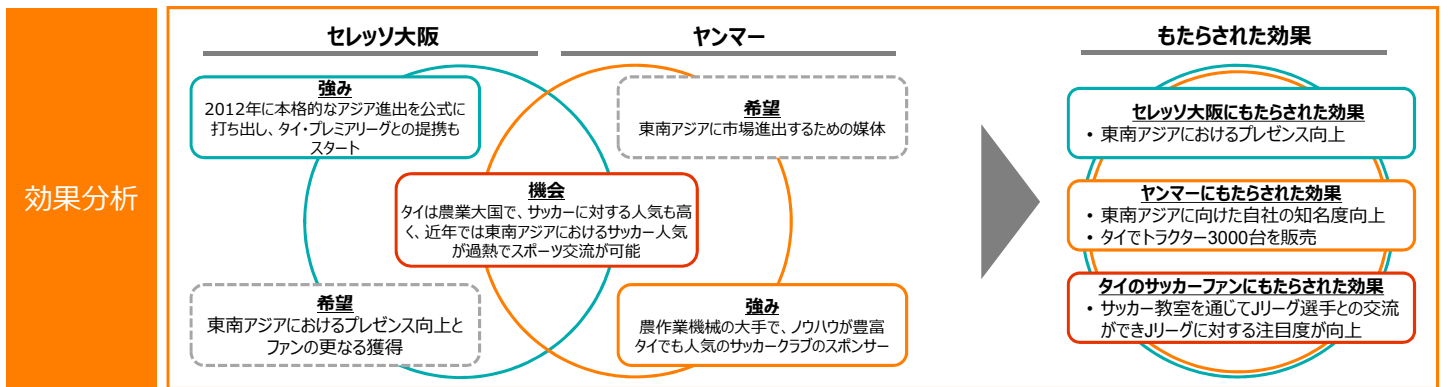 効果分析
セレッソ大阪
ヤンマー
強み
2012年に本格的なアジア進出を公式に
打ち出し、タイ・プレミアリーグとの提携も
スタート
希望
東南アジアに市場進出するための媒体
機会
タイは農業大国で、サッカーに対する人気も高
く、近年では東南アジアにおけるサッカー人気
が過熱でスポーツ交流が可能
希望
東南アジアにおけるプレゼンス向上と
ファンの更なる獲得
強み
農作業機械の大手で、ノウハウが豊富
タイでも人気のサッカークラブのスポンサー
もたらされた効果
セレッソ大阪にもたらされた効果
• 東南アジアにおけるプレゼンス向上
ヤンマーにもたらされた効果
• 東南アジアに向けた自社の知名度向上
• タイでトラクター3000台を販売
タイのサッカーファンにもたらされた効果
• サッカー教室を通じてJリーグ選手との交流
ができJリーグに対する注目度が向上